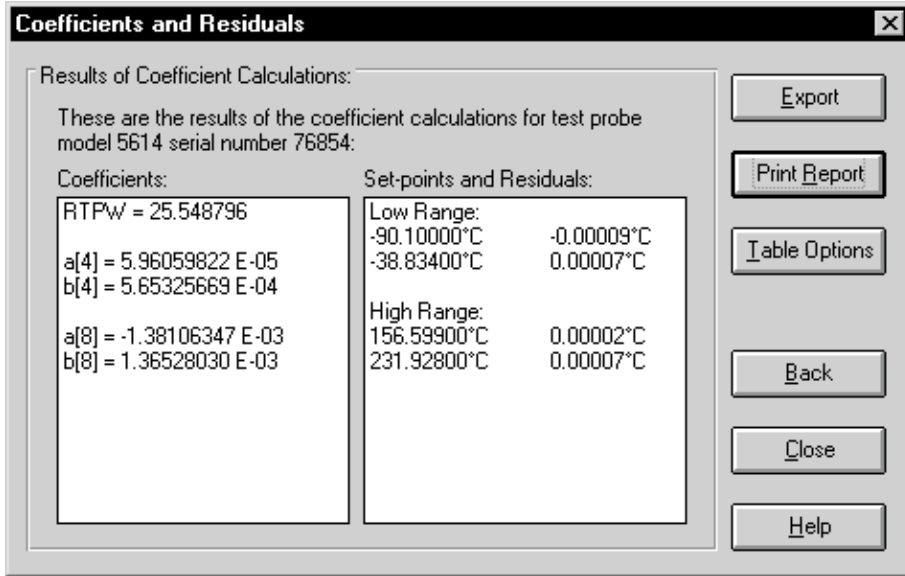 Coefficients and Residuals
Results of Coefficient Calculations:
These are the results of the coefficient calculations for test probe
model 5614 serial number 76854:
Coefficients:
RTPW = 25.548796
a[4] = 5.96059822 E-05
b[4] = 5.65325669 E-04
a[8] = -1.38106347 E-03
b[8] = 1.36528030 E-03
Set-points and Residuals:
Low Range:
-90.10000°C -0.00009°C
-38.83400°C 0.00007°C
High Range:
156.59900°C 0.00002°C
231.92800°C 0.00007°C
Export
Print Report
Table Options
Back
Close
Help